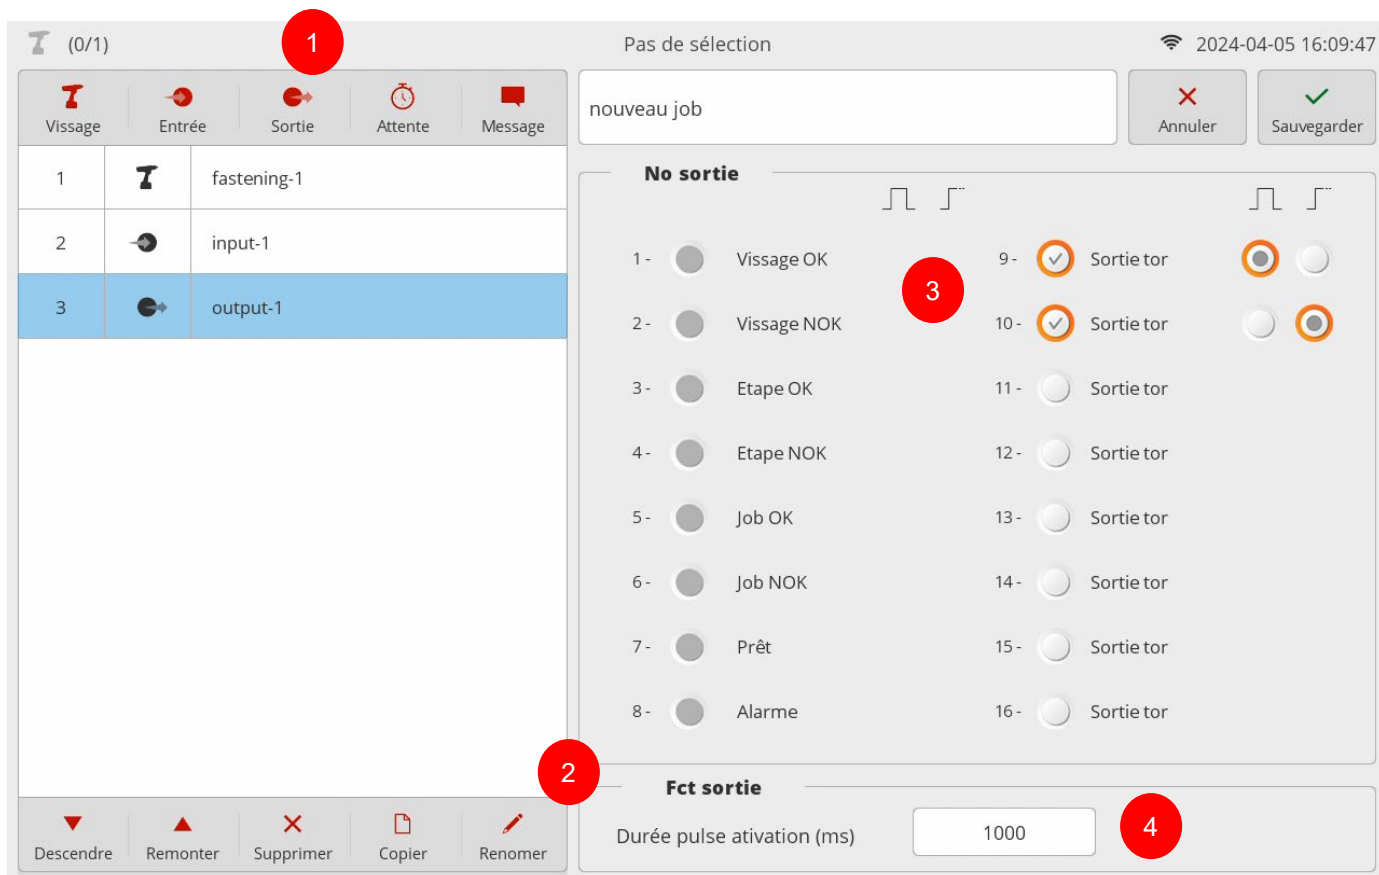 (0/1)
1
Pas de sélection
2024-04-05 16:09:47
Vissage
Entrée
Sortie
Attente
Message
nouveau job
Annuler
Sauvegarder
1
fastening-1
2
input-1
3
output-1
No sortie
1 - Vissage OK
9 - Sortie tor
3
2 - Vissage NOK
10 - Sortie tor
3 - Etape OK
11 - Sortie tor
4 - Etape NOK
12 - Sortie tor
5 - Job OK
13 - Sortie tor
6 - Job NOK
14 - Sortie tor
7 - Prêt
15 - Sortie tor
8 - Alarme
16 - Sortie tor
2
Fct sortie
Durée pulse ativation (ms)
1000
4
Descendre
Remonter
Supprimer
Copier
Renomer